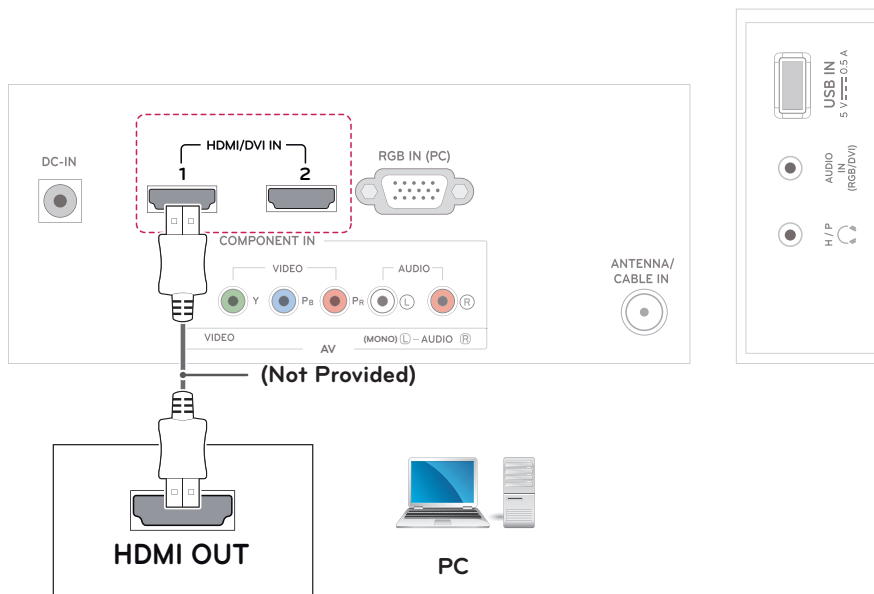 DC-IN
HDMI/DVI IN
1
2
RGB IN (PC)
COMPONENT IN
VIDEO
AUDIO
Y
PB
PR
L
R
VIDEO
(MONO) L - AUDIO R
AV
ANTENNA/
CABLE IN
USB IN
5 V 0.5 A
AUDIO
IN
(RGB/DVI)
H / P
(Not Provided)
HDMI OUT
PC